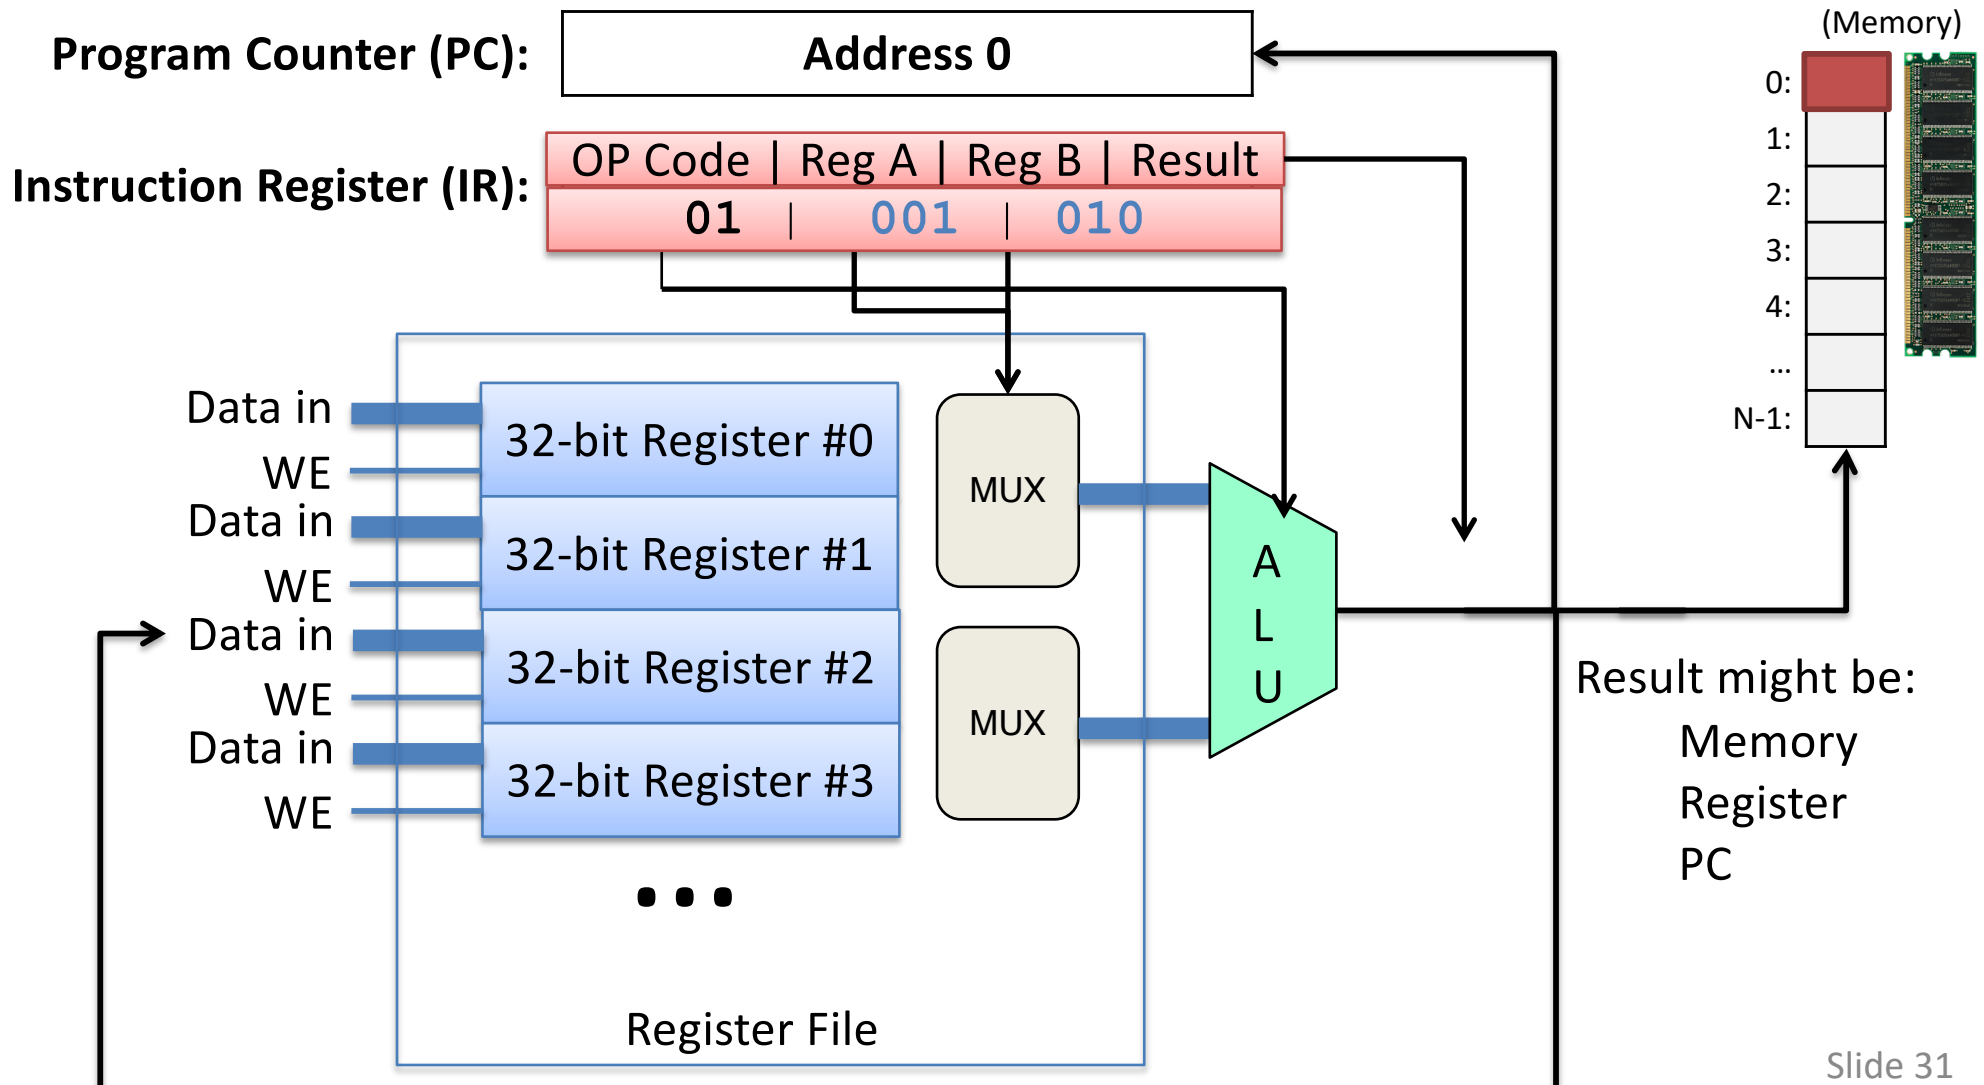 (Memory)
Program Counter (PC):
Address 0
0:
1:
2:
3:
4:
...
N-1:
Instruction Register (IR):
OP Code | Reg A | Reg B | Result
01 | 001 | 010
Data in
WE
32-bit Register #0
Data in
WE
32-bit Register #1
Data in
WE
32-bit Register #2
Data in
WE
32-bit Register #3
...
MUX
MUX
A
L
U
Result might be:
Memory
Register
PC
Register File
Slide 31